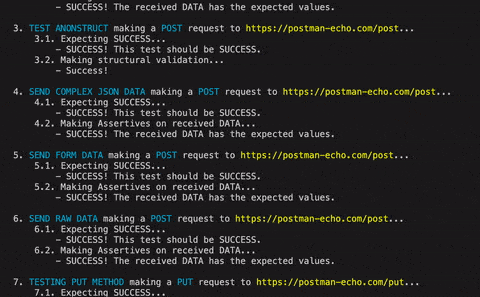 - SUCCESS! The received DATA has the expected values.
3. TEST ANONSTRUCT making a POST request to https://postman-echo.com/post...
3.1. Expecting SUCCESS...
- SUCCESS! This test should be SUCCESS.
3.2. Making structural validation...
- Success!
4. SEND COMPLEX JSON DATA making a POST request to https://postman-echo.com/post...
4.1. Expecting SUCCESS...
- SUCCESS! This test should be SUCCESS.
4.2. Making Assertives on received DATA...
- SUCCESS! The received DATA has the expected values.
5. SEND FORM DATA making a POST request to https://postman-echo.com/post...
5.1. Expecting SUCCESS...
- SUCCESS! This test should be SUCCESS.
5.2. Making Assertives on received DATA...
- SUCCESS! The received DATA has the expected values.
6. SEND RAW DATA making a POST request to https://postman-echo.com/post...
6.1. Expecting SUCCESS...
- SUCCESS! This test should be SUCCESS.
6.2. Making Assertives on received DATA...
- SUCCESS! The received DATA has the expected values.
7. TESTING PUT METHOD making a PUT request to https://postman-echo.com/put...
7.1. Expecting SUCCESS...